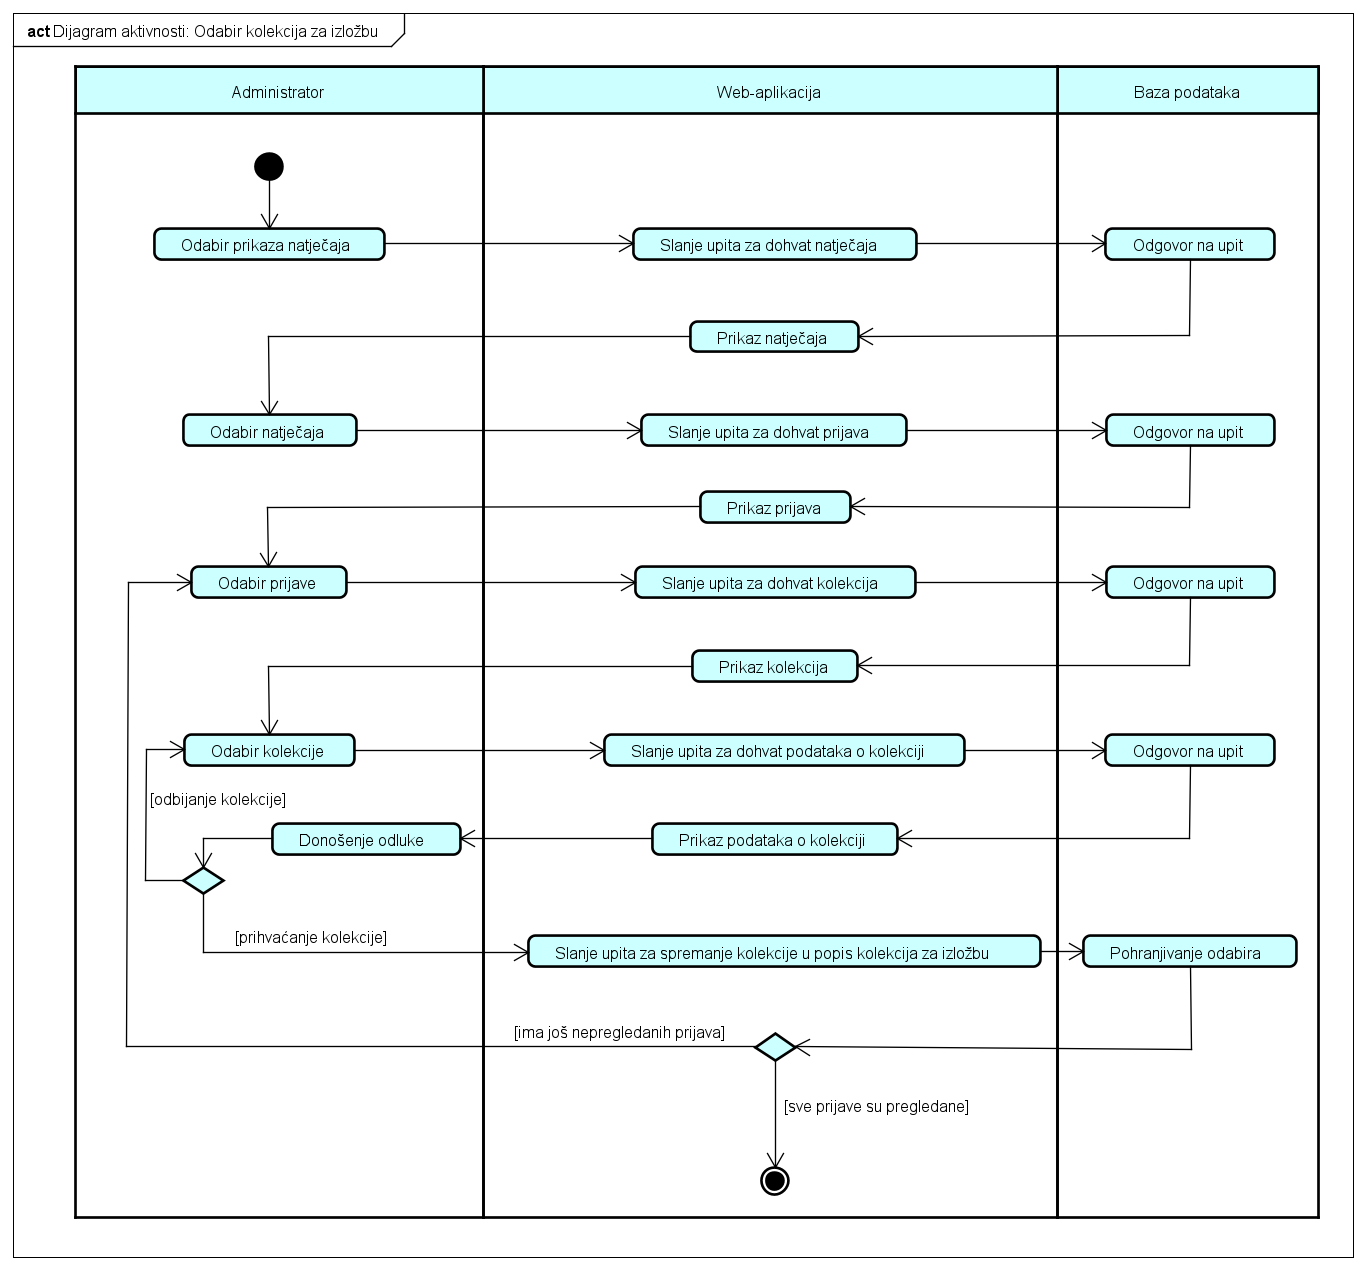 act Dijagram aktivnosti: Odabir kolekcija za izložbu
Administrator
Web-aplikacija
Baza podataka
Odabir prikaza natječaja
Slanje upita za dohvat natječaja
Odgovor na upit
Prikaz natječaja
Odabir natječaja
Slanje upita za dohvat prijava
Odgovor na upit
Prikaz prijava
Odabir prijave
Slanje upita za dohvat kolekcija
Odgovor na upit
Prikaz kolekcija
Odabir kolekcije
Slanje upita za dohvat podataka o kolekciji
Odgovor na upit
[odbijanje kolekcije]
Donošenje odluke
Prikaz podataka o kolekciji
[prihvaćanje kolekcije]
Slanje upita za spremanje kolekcije u popis kolekcija za izložbu
Pohranjivanje odabira
[ima još nepregledanih prijava]
[sve prijave su pregledane]